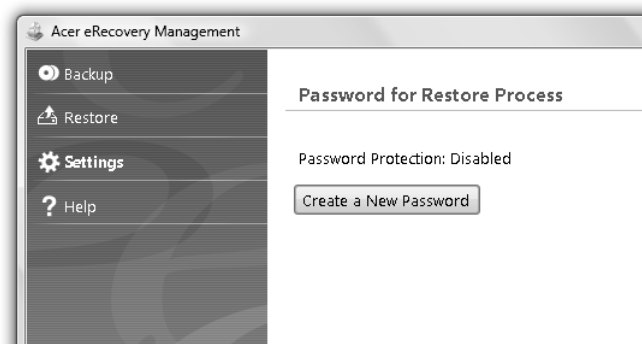 Acer eRecovery Management
Backup
Restore
Settings
? Help
Password for Restore Process
Password Protection: Disabled
Create a New Password